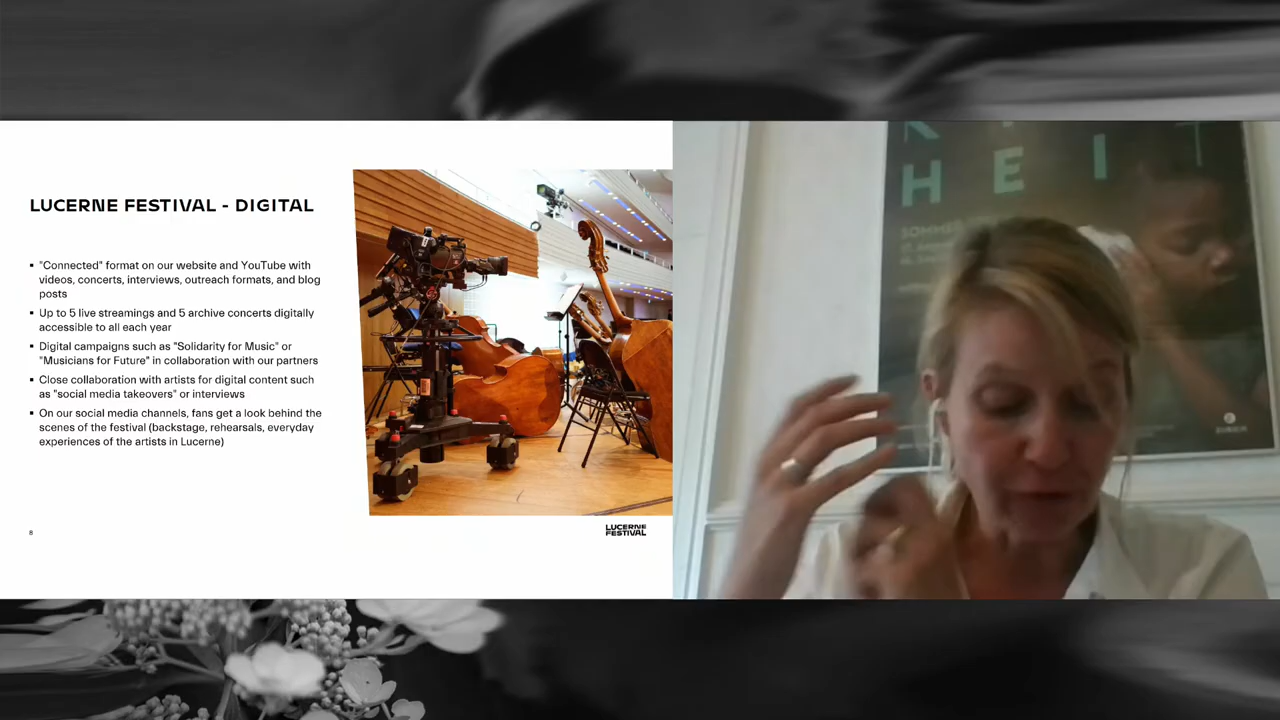 LUCERNE FESTIVAL - DIGITAL
▪ "Connected" format on our website and YouTube with
videos, concerts, interviews, outreach formats, and blog
posts
▪ Up to 5 live streamings and 5 archive concerts digitally
accessible to all each year
▪ Digital campaigns such as "Solidarity for Music" or
"Musicians for Future" in collaboration with our partners
▪ Close collaboration with artists for digital content such
as "social media takeovers" or interviews
▪ On our social media channels, fans get a look behind the
scenes of the festival (backstage, rehearsals, everyday
experiences of the artists in Lucerne)
8
LUCERNE
FESTIVAL
HEIT
ZURICH